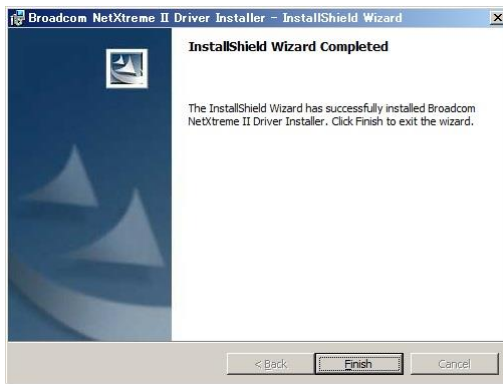 Broadcom NetXtreme II Driver Installer - InstallShield Wizard
InstallShield Wizard Completed
The InstallShield Wizard has successfully installed Broadcom
NetXtreme II Driver Installer. Click Finish to exit the wizard.
< Back
Finish
Cancel